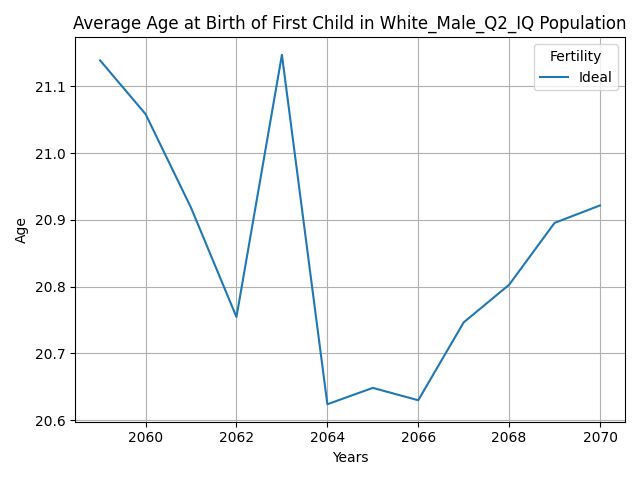 Average Age at Birth of First Child in White_Male_Q2_IQ Population
Fertility
Ideal
21.1
21.0
20.9
20.8
20.7
20.6
Age
2060
2062
2064
2066
2068
2070
Years